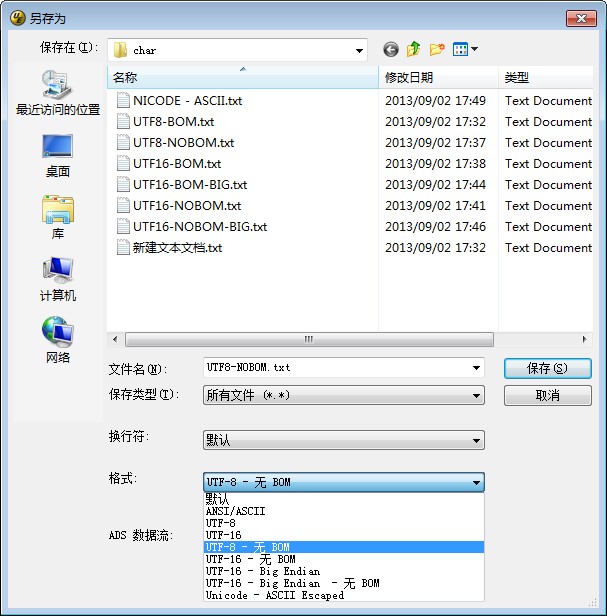 另存为
保存在(I):
char
最近访问的位置
桌面
库
计算机
网络
名称 修改日期 类型
NICODE - ASCII.txt 2013/09/02 17:49 Text Document
UTF8-BOM.txt 2013/09/02 17:32 Text Document
UTF8-NOBOM.txt 2013/09/02 17:37 Text Document
UTF16-BOM.txt 2013/09/02 17:38 Text Document
UTF16-BOM-BIG.txt 2013/09/02 17:44 Text Document
UTF16-NOBOM.txt 2013/09/02 17:41 Text Document
UTF16-NOBOM-BIG.txt 2013/09/02 17:46 Text Document
新建文本文档.txt 2013/09/02 17:32 Text Document
文件名(N): UTF8-NOBOM.txt 保存(S)
保存类型(T): 所有文件 (*.*) 取消
换行符: 默认
格式: UTF-8 - 无 BOM
默认
ANSI/ASCII
UTF-8
UTF-16
UTF-8 - 无 BOM
UTF-16 - 无 BOM
UTF-16 - Big Endian
UTF-16 - Big Endian - 无 BOM
Unicode - ASCII Escaped
ADS 数据流: